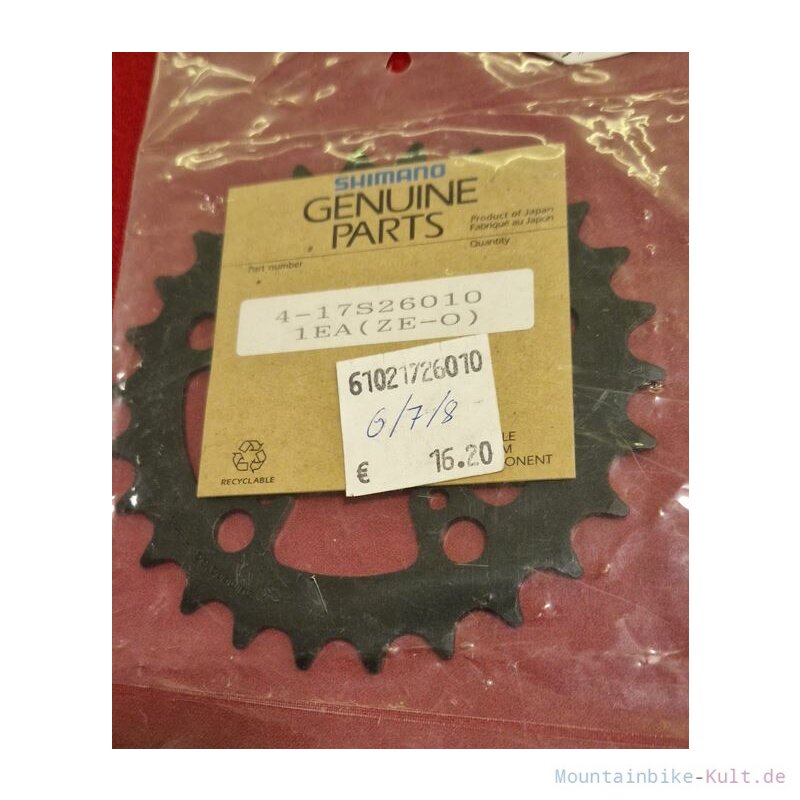 SHIMANO
GENUINE
PARTS
Product of Japan
Fabriqué au Japon
Quantity
Part number
4-17S26010
1EA(ZE-O)
61021726010
6/7/8
€ 16.20
RECYCLABLE
Mountainbike-Kult.de